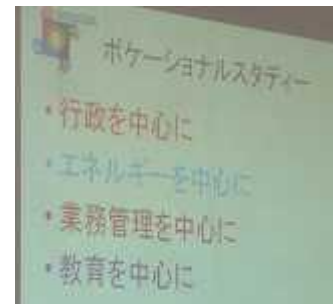 ボケーショナルスタディー
・行政を中心に
・エネルギーを中心に
・業務管理を中心に
・教育を中心に